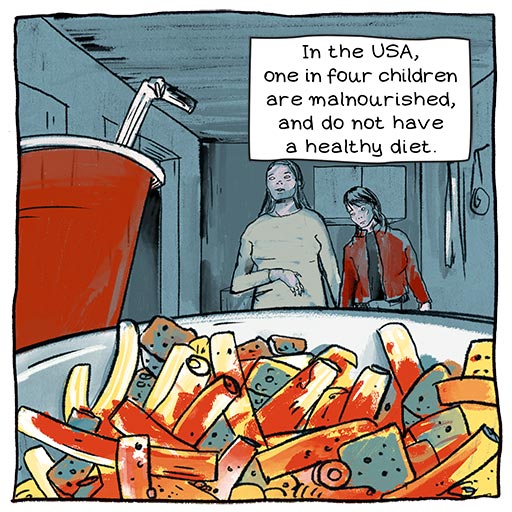 In the USA,
one in four children
are malnourished,
and do not have
a healthy diet.